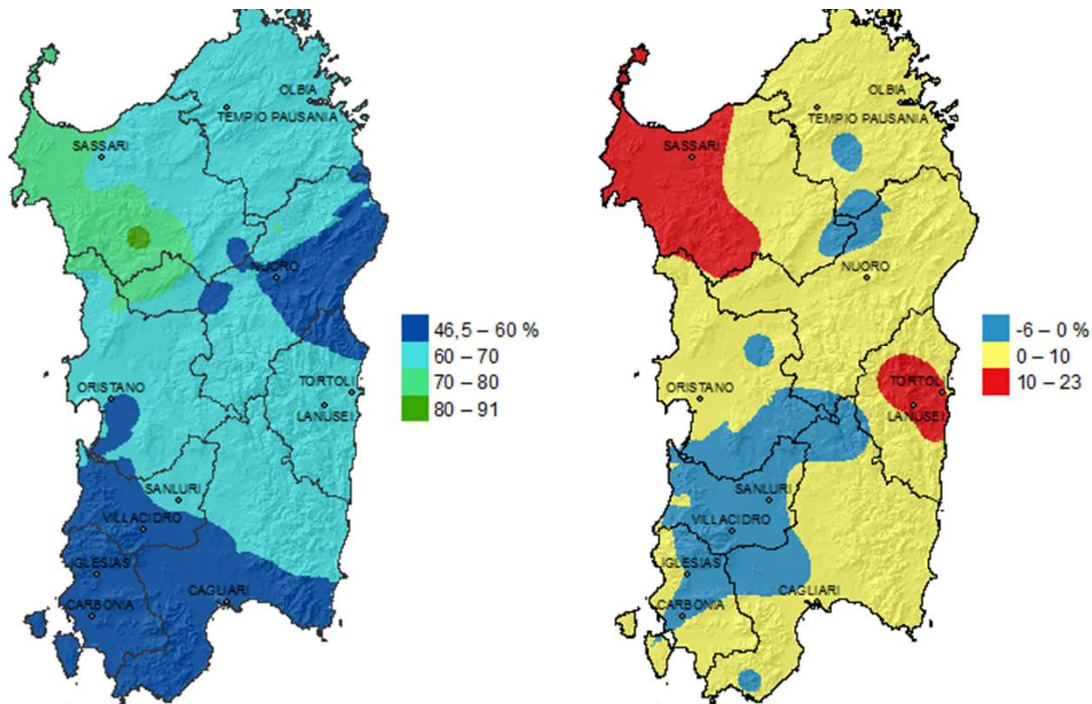 OLBIA
TEMPIO PAUSANIA
SASSARI
NUORO
46,5 – 60 %
60 – 70
70 – 80
80 – 91
ORISTANO
TORTOLI
LANUSEI
SANLURI
VILLACIDRO
IGLESIAS
CAGLIARI
CARBONIA
OLBIA
TEMPIO PAUSANIA
SASSARI
NUORO
-6 – 0 %
0 – 10
10 – 23
ORISTANO
TORTOLI
LANUSEI
SANLURI
VILLACIDRO
IGLESIAS
CAGLIARI
CARBONIA